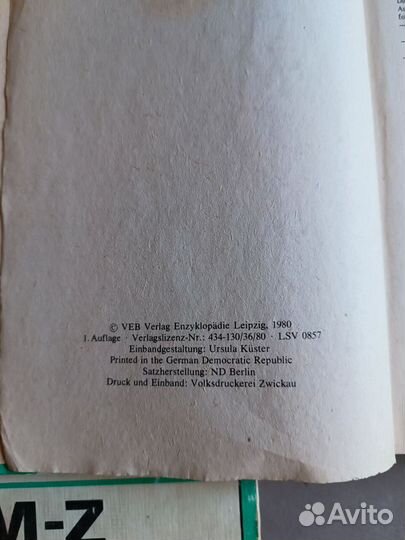 © VEB Verlag Enzyklopädie Leipzig, 1980
1. Auflage · Verlagslizenz-Nr.: 434-130/36/80 · LSV 0857
Einbandgestaltung: Ursula Küster
Printed in the German Democratic Republic
Satzherstellung: ND Berlin
Druck und Einband: Volksdruckerei Zwickau
M-Z
Avito